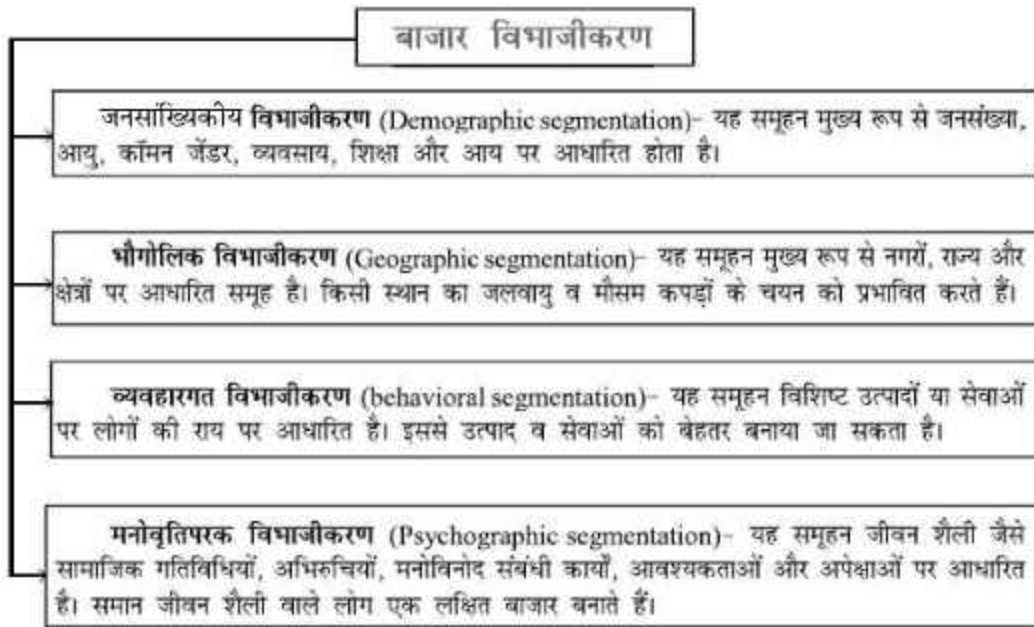 बाजार विभाजीकरण
जनसांख्यिकीय विभाजीकरण (Demographic segmentation)- यह समूहन मुख्य रूप से जनसंख्या,
आयु, कॉमन जेंडर, व्यवसाय, शिक्षा और आय पर आधारित होता है।
भौगोलिक विभाजीकरण (Geographic segmentation)- यह समूहन मुख्य रूप से नगरों, राज्य और
क्षेत्रों पर आधारित समूह है। किसी स्थान का जलवायु व मौसम कपड़ों के चयन को प्रभावित करते हैं।
व्यवहारगत विभाजीकरण (behavioral segmentation)- यह समूहन विशिष्ट उत्पादों या सेवाओं
पर लोगों की राय पर आधारित है। इससे उत्पाद व सेवाओं को बेहतर बनाया जा सकता है।
मनोवृतिपरक विभाजीकरण (Psychographic segmentation)- यह समूहन जीवन शैली जैसे
सामाजिक गतिविधियों, अभिरुचियों, मनोविनोद संबंधी कार्यों, आवश्यकताओं और अपेक्षाओं पर आधारित
है। समान जीवन शैली वाले लोग एक लक्षित बाजार बनाते हैं।